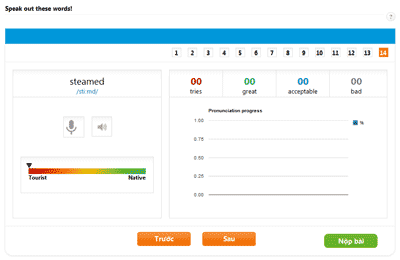 Speak out these words!
?
1 2 3 4 5 6 7 8 9 10 11 12 13 14
steamed
/sti md/
00 00 00 00
tries great acceptable bad
Pronunciation progress
1.00
%
0.75
0.50
0.25
0.00
Tourist Native
Trước Sau Nộp bài